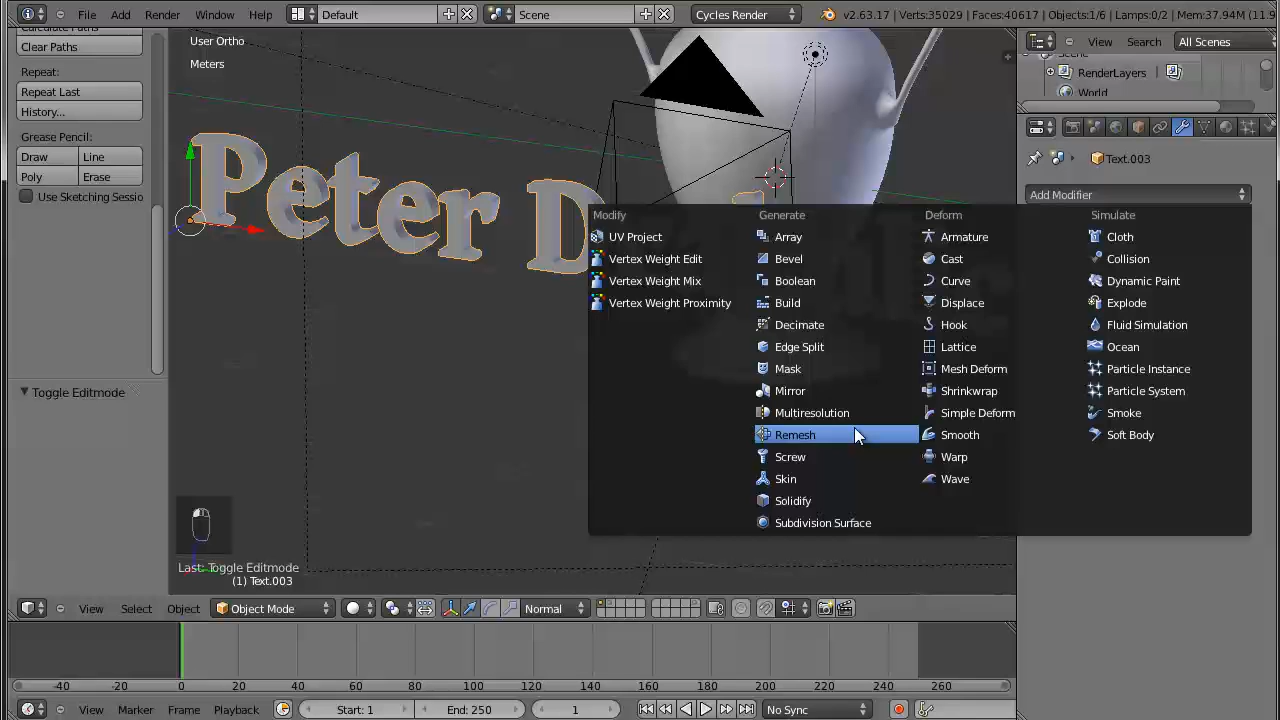 File Add Render Window Help Default Scene Cycles Render v2.63.17 | Verts:35029 | Faces:40617 | Objects:1/6 | Lamps:0/2 | Mem:37.94M (11.9
Clear Paths
Repeat:
Repeat Last
History...
Grease Pencil:
Draw Line
Poly Erase
Use Sketching Sessio
Toggle Editmode
User Ortho
Meters
Peter D
Last: Toggle Editmode
(1) Text.003
Modify
UV Project
Vertex Weight Edit
Vertex Weight Mix
Vertex Weight Proximity
Generate
Array
Bevel
Boolean
Build
Decimate
Edge Split
Mask
Mirror
Multiresolution
Remesh
Screw
Skin
Solidify
Subdivision Surface
Deform
Armature
Cast
Curve
Displace
Hook
Lattice
Mesh Deform
Shrinkwrap
Simple Deform
Smooth
Warp
Wave
Simulate
Cloth
Collision
Dynamic Paint
Explode
Fluid Simulation
Ocean
Particle Instance
Particle System
Smoke
Soft Body
View Search All Scenes
RenderLayers
World
Text.003
Add Modifier
View Select Object Object Mode Normal
-40 -20 0 20 40 60 80 100 120 140 160 180 200 220 240 260
View Marker Frame Playback Start: 1 End: 250 1 No Sync